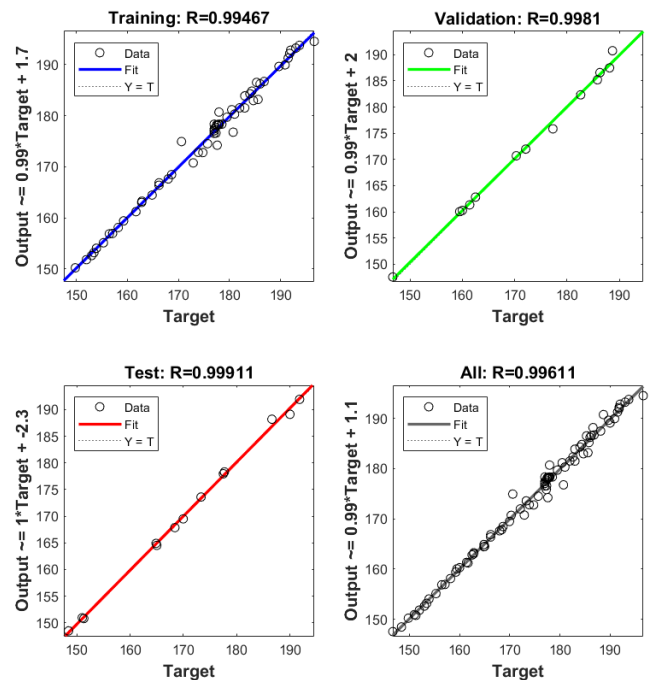 Training: R=0.99467
Output ~= 0.99*Target + 1.7
Data
Fit
Y = T
190
180
170
160
150
150 160 170 180 190
Target
Validation: R=0.9981
Output ~= 0.99*Target + 2
Data
Fit
Y = T
190
185
180
175
170
165
160
155
150
150 160 170 180 190
Target
Test: R=0.99911
Output ~= 1*Target + -2.3
Data
Fit
Y = T
190
185
180
175
170
165
160
155
150
150 160 170 180 190
Target
All: R=0.99611
Output ~= 0.99*Target + 1.1
Data
Fit
Y = T
190
180
170
160
150
150 160 170 180 190
Target